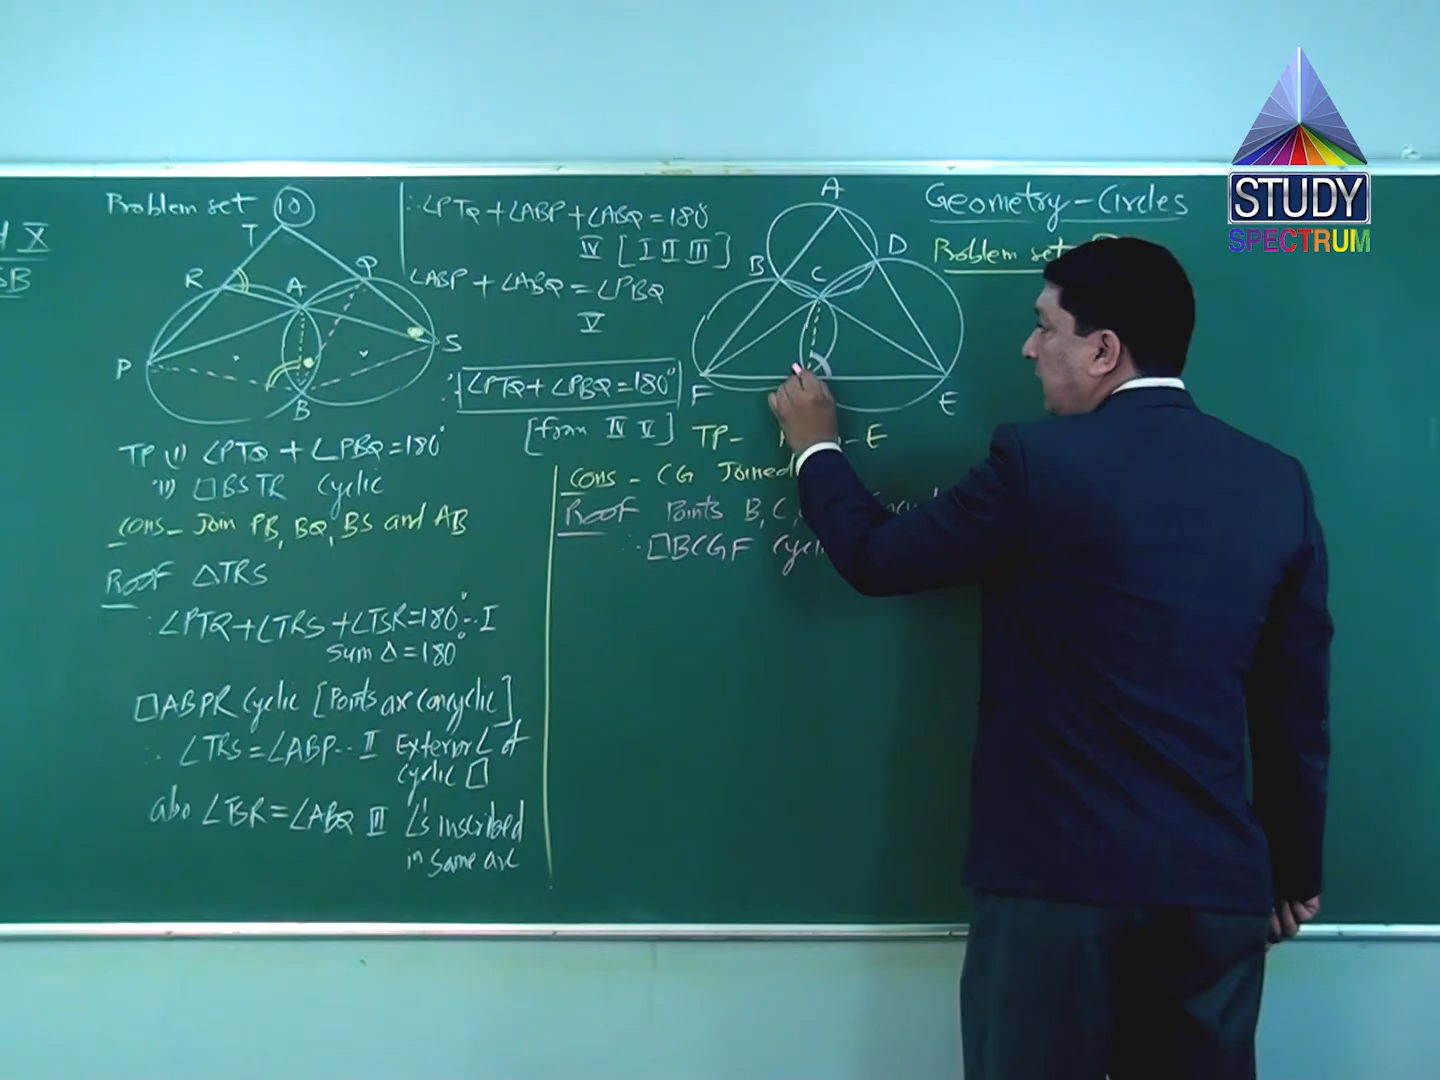 X
SB
Problem set 10
T
R
A
Q
P
S
B
TP i) ∠PTQ + ∠PBQ = 180°
ii) □BSTR Cyclic
Cons - Join PB, BQ, BS and AB
Proof △TRS
∴ ∠PTQ + ∠TRS + ∠TSR = 180° .. I
sum △ = 180°
□ABPR Cyclic [Points are concyclic]
∴ ∠TRS = ∠ABP .. II Exterior ∠ of
cyclic □
also ∠TSR = ∠ABQ III ∠'s inscribed
in same arc
∴ ∠PTQ + ∠ABP + ∠ABQ = 180°
IV [I II III]
∠ABP + ∠ABQ = ∠PBQ
V
∴ ∠PTQ + ∠PBQ = 180°
[from IV V]
A
D
B
C
F
E
TP - - E
Cons - CG Joined
Proof Points B, C,
∴ □BCGF
Geometry - Circles
Problem set
STUDY
SPECTRUM